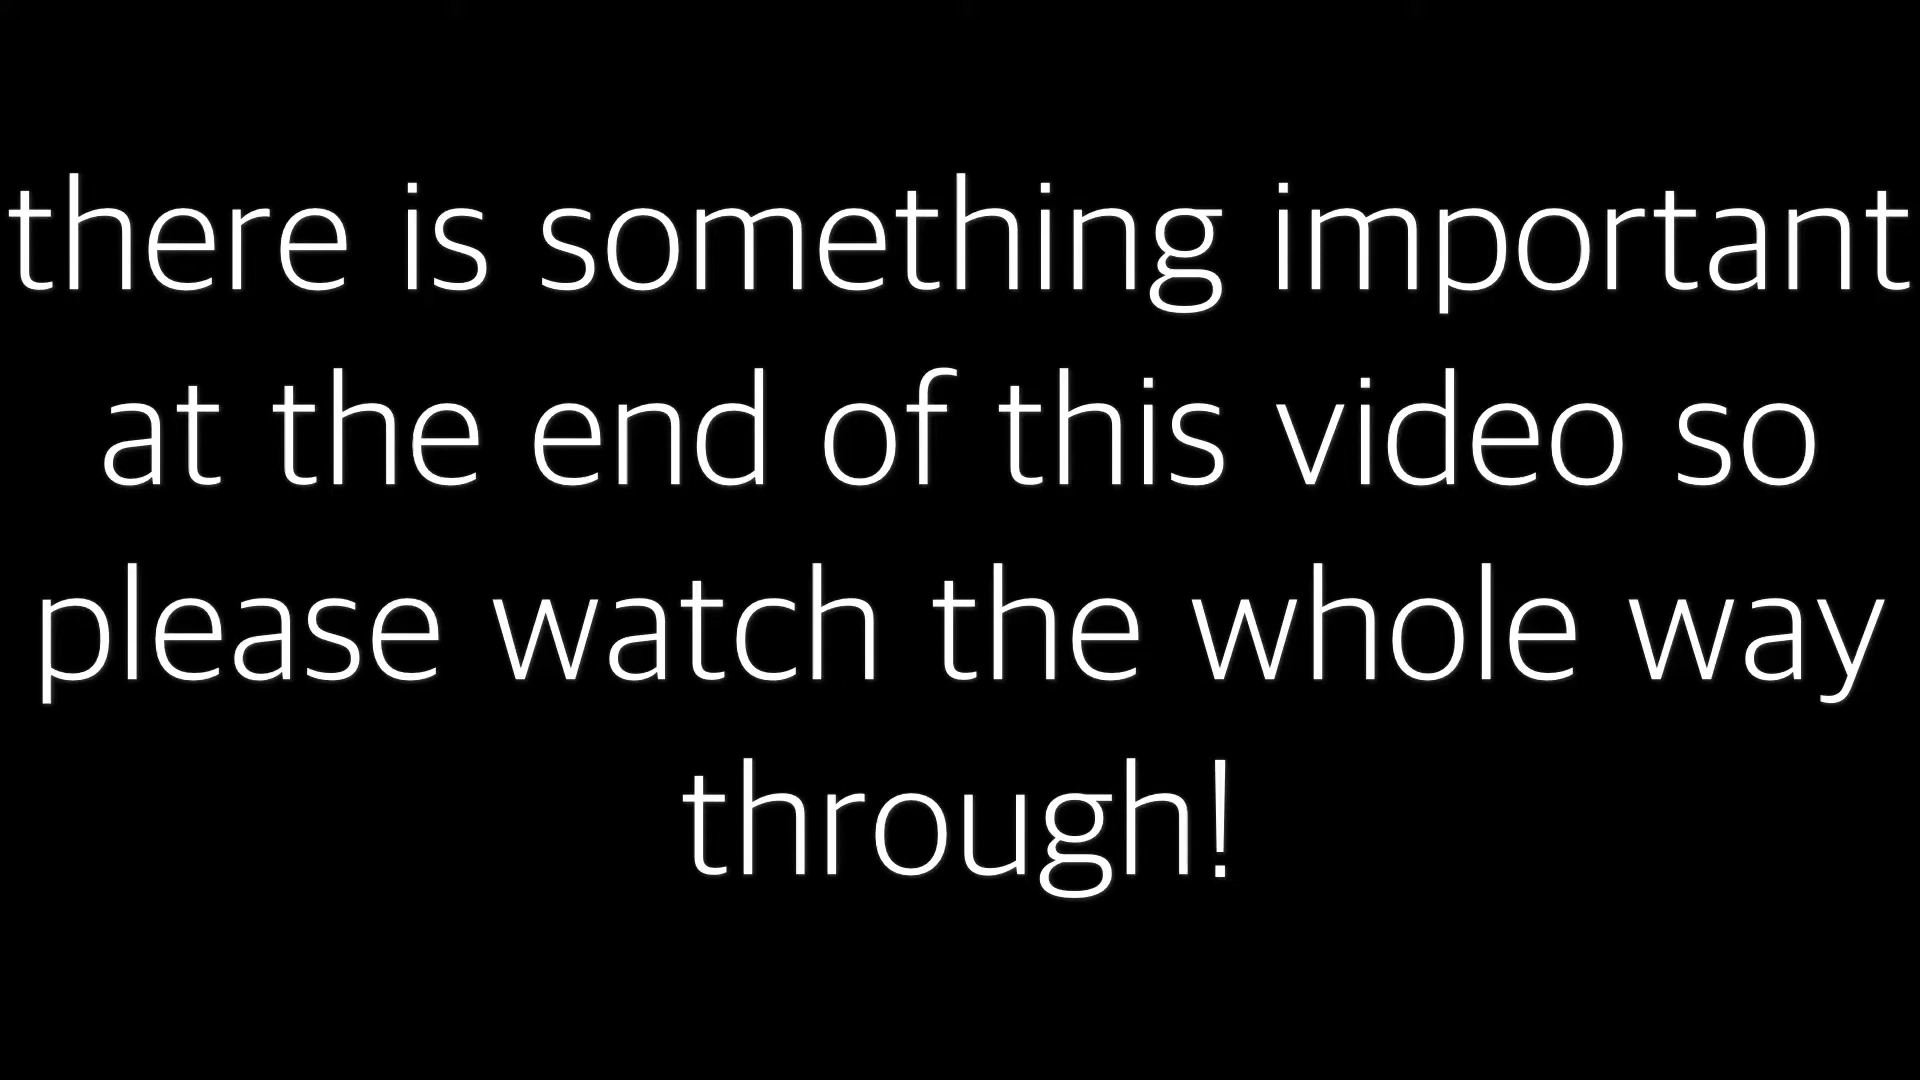 there is something important
at the end of this video so
please watch the whole way
through!